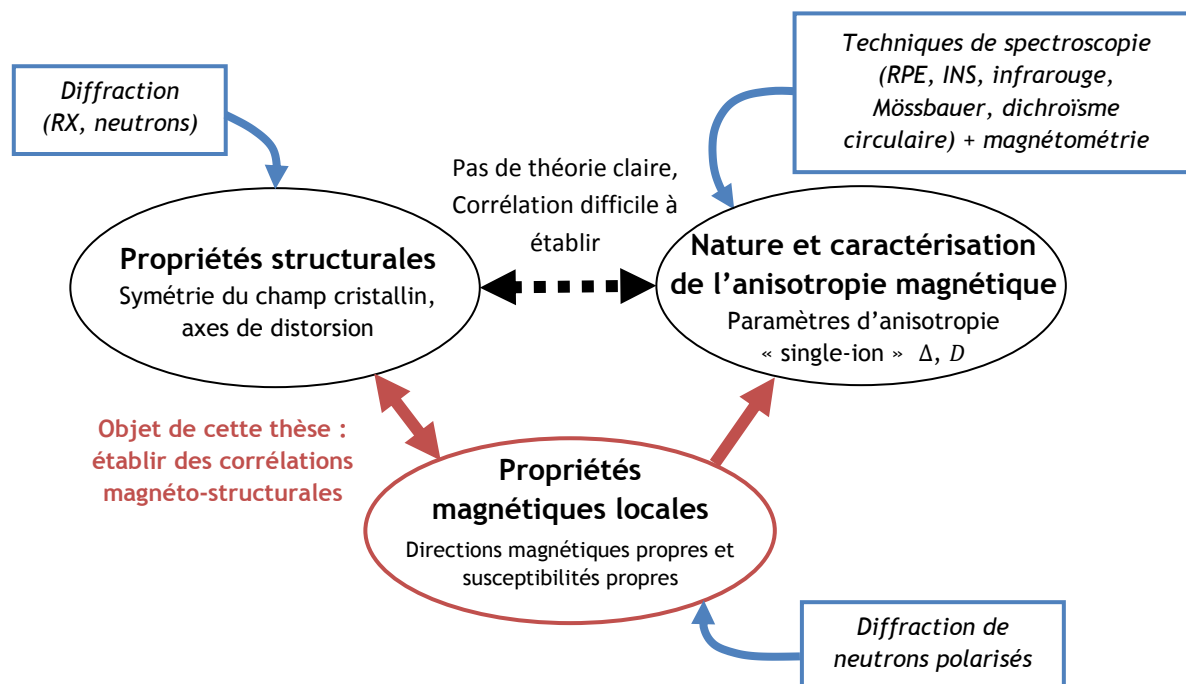 Diffraction
(RX, neutrons)
Techniques de spectroscopie
(RPE, INS, infrarouge,
Mössbauer, dichroïsme
circulaire) + magnétométrie
Pas de théorie claire,
Corrélation difficile à
établir
Propriétés structurales
Symétrie du champ cristallin,
axes de distorsion
Nature et caractérisation
de l’anisotropie magnétique
Paramètres d’anisotropie
« single-ion » Δ, D
Objet de cette thèse :
établir des corrélations
magnéto-structurales
Propriétés
magnétiques locales
Directions magnétiques propres et
susceptibilités propres
Diffraction de
neutrons polarisés